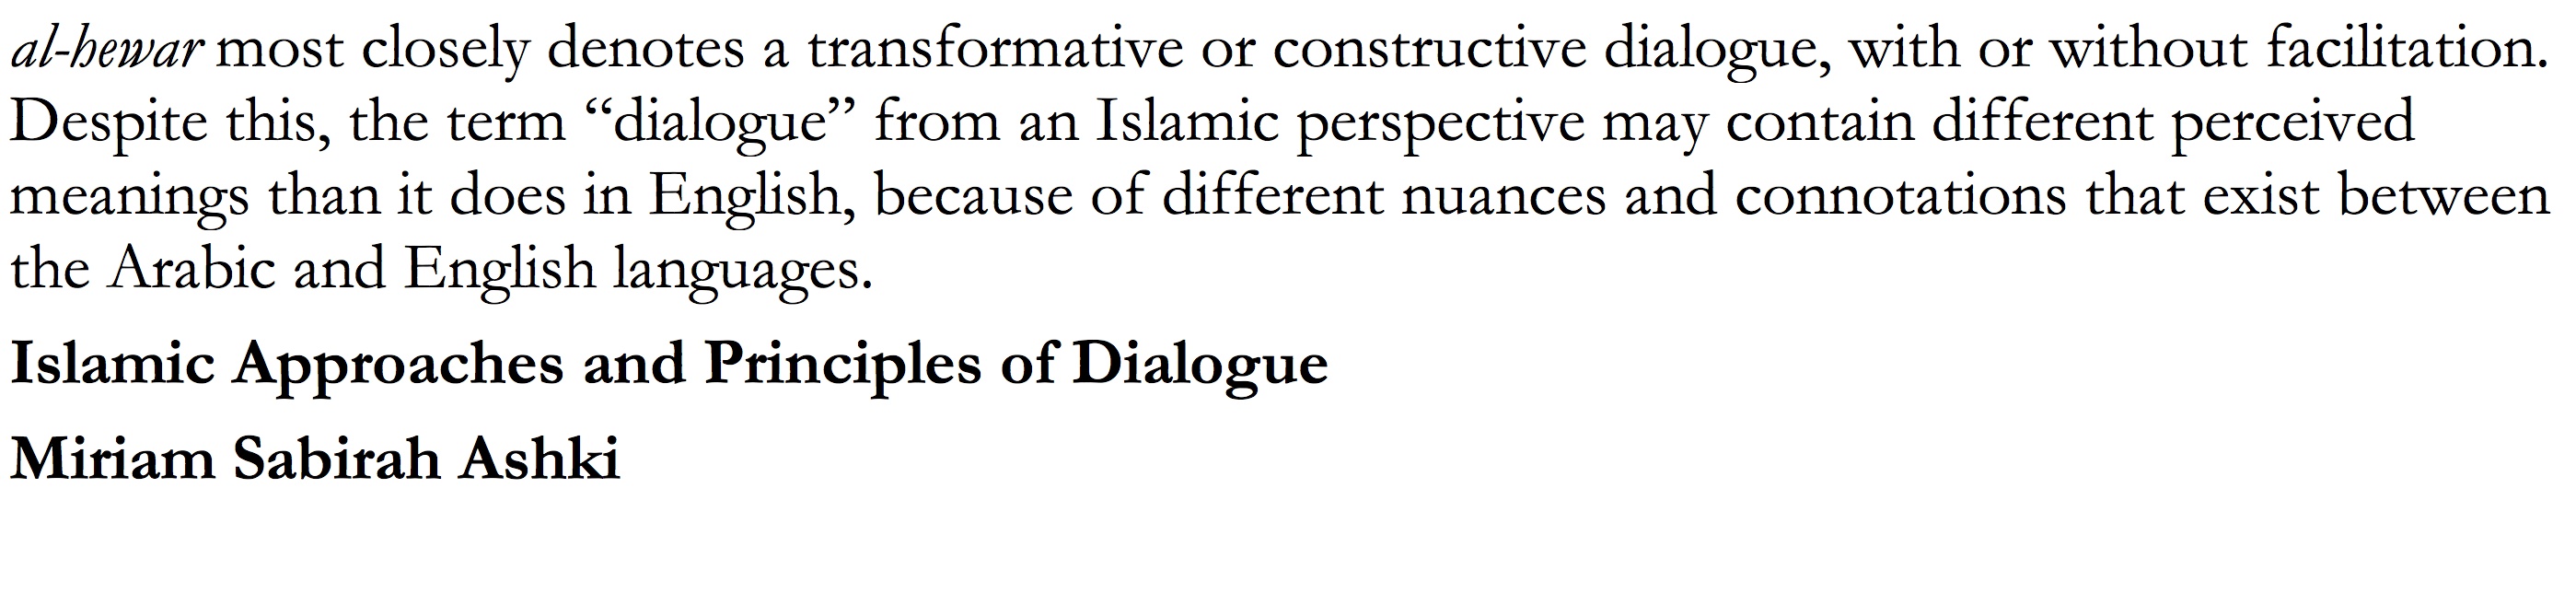 al-hewar most closely denotes a transformative or constructive dialogue, with or without facilitation.
Despite this, the term “dialogue” from an Islamic perspective may contain different perceived
meanings than it does in English, because of different nuances and connotations that exist between
the Arabic and English languages.
Islamic Approaches and Principles of Dialogue
Miriam Sabirah Ashki